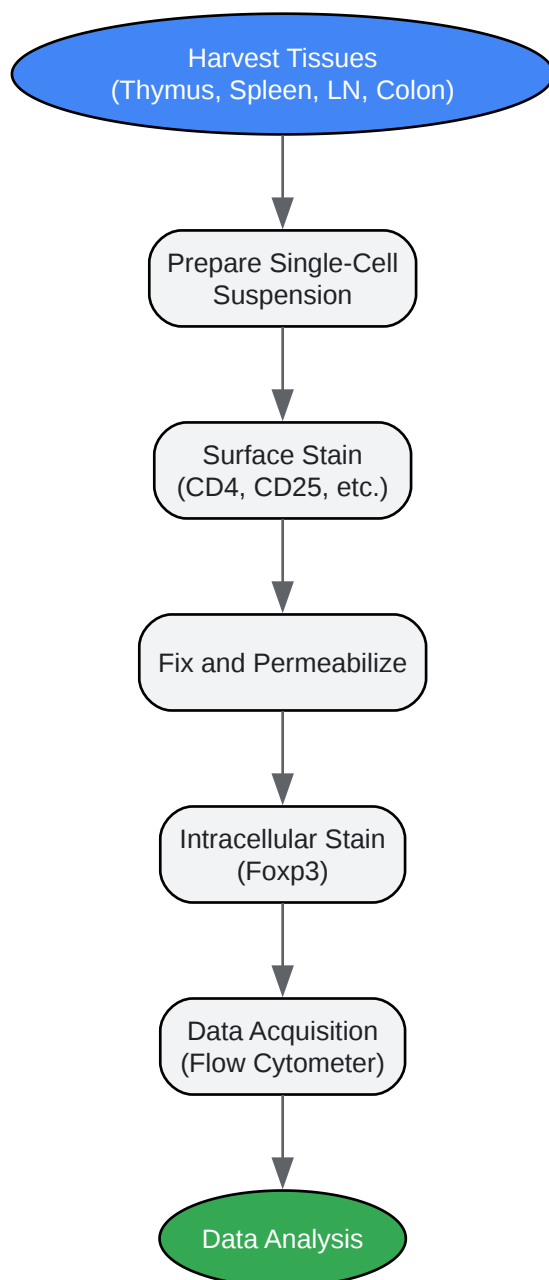 Harvest Tissues
(Thymus, Spleen, LN, Colon)
Prepare Single-Cell
Suspension
Surface Stain
(CD4, CD25, etc.)
Fix and Permeabilize
Intracellular Stain
(Foxp3)
Data Acquisition
(Flow Cytometer)
Data Analysis